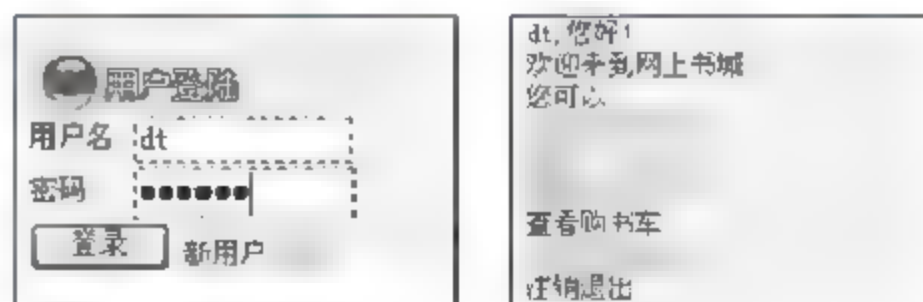 用户登陆
用户名 dt
密码 ●●●●●●
登录 新用户
dt,您好!
欢迎来到网上书城
您可以
查看购书车
注销退出